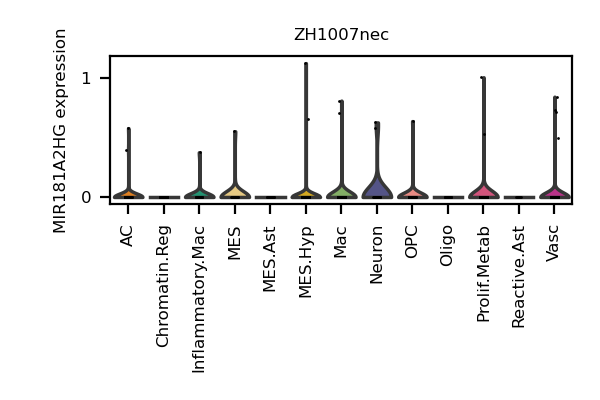 ZH1007nec
MIR181A2HG expression
1
0
AC
Chromatin.Reg
Inflammatory.Mac
MES
MES.Ast
MES.Hyp
Mac
Neuron
OPC
Oligo
Prolif.Metab
Reactive.Ast
Vasc